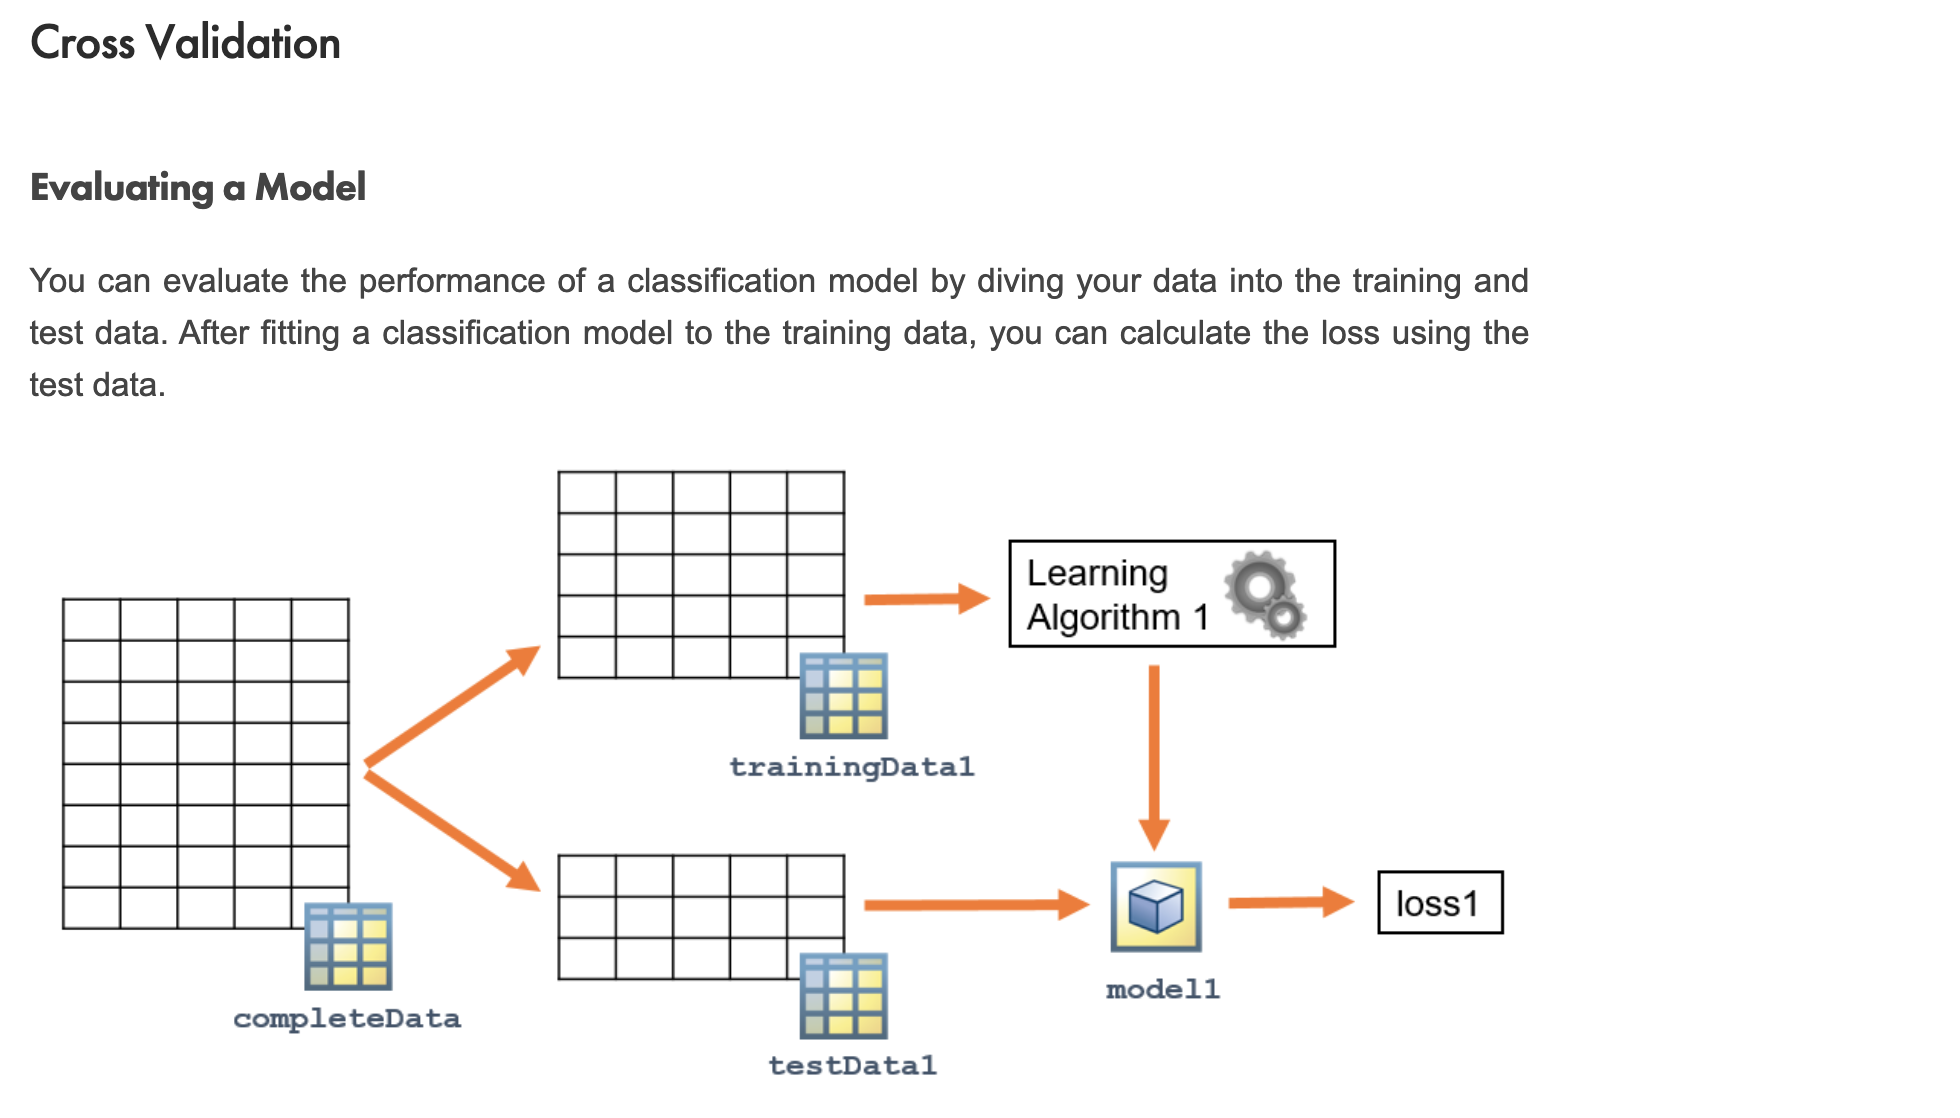 Cross Validation
Evaluating a Model
You can evaluate the performance of a classification model by diving your data into the training and
test data. After fitting a classification model to the training data, you can calculate the loss using the
test data.
Learning
Algorithm 1
trainingData1
loss1
model1
completeData
testData1